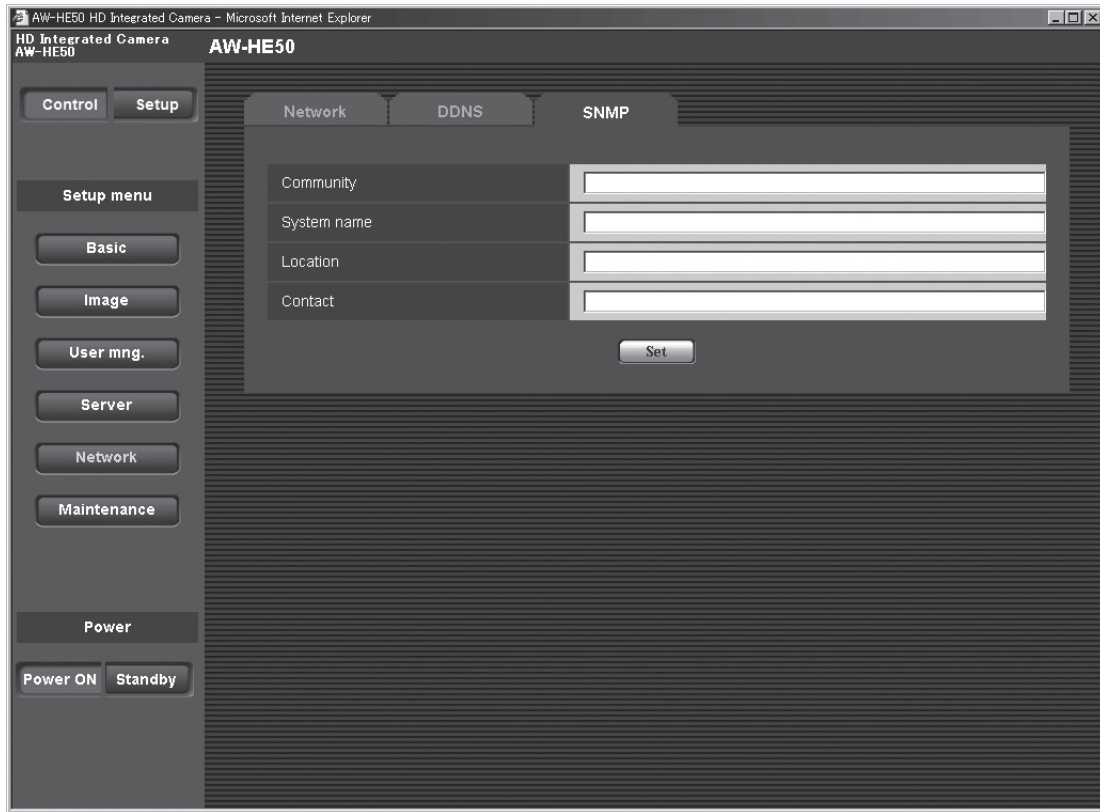 AW-HE50 HD Integrated Camera - Microsoft Internet Explorer
HD Integrated Camera
AW-HE50
AW-HE50
Control
Setup
Setup menu
Basic
Image
User mng.
Server
Network
Maintenance
Power
Power ON
Standby
Network
DDNS
SNMP
Community
System name
Location
Contact
Set